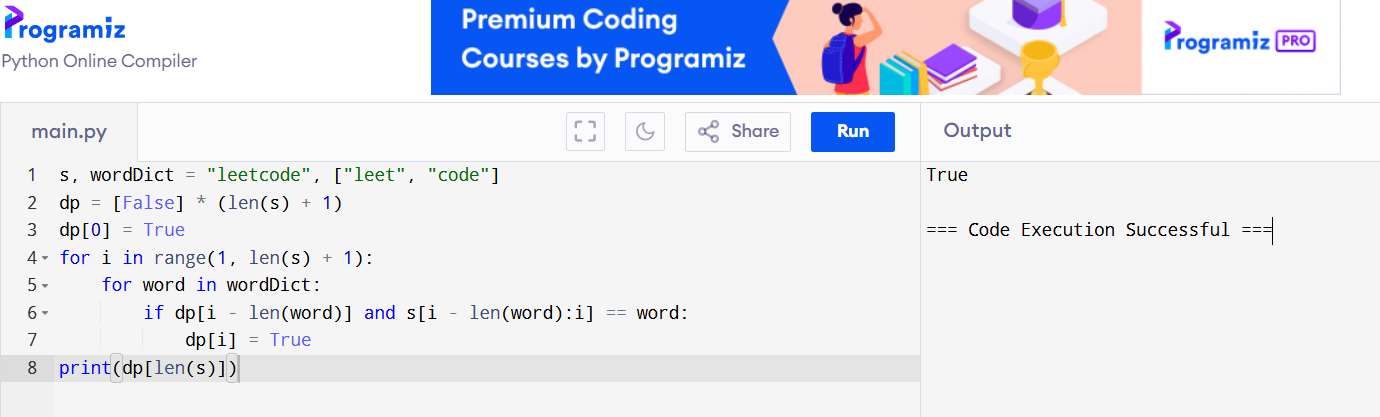 Programiz
Python Online Compiler
Premium Coding
Courses by Programiz
Programiz PRO
main.py
Share
Run
Output
1 s, wordDict = "leetcode", ["leet", "code"]
2 dp = [False] * (len(s) + 1)
3 dp[0] = True
4 for i in range(1, len(s) + 1):
5     for word in wordDict:
6         if dp[i - len(word)] and s[i - len(word):i] == word:
7             dp[i] = True
8 print(dp[len(s)])
True
=== Code Execution Successful ===